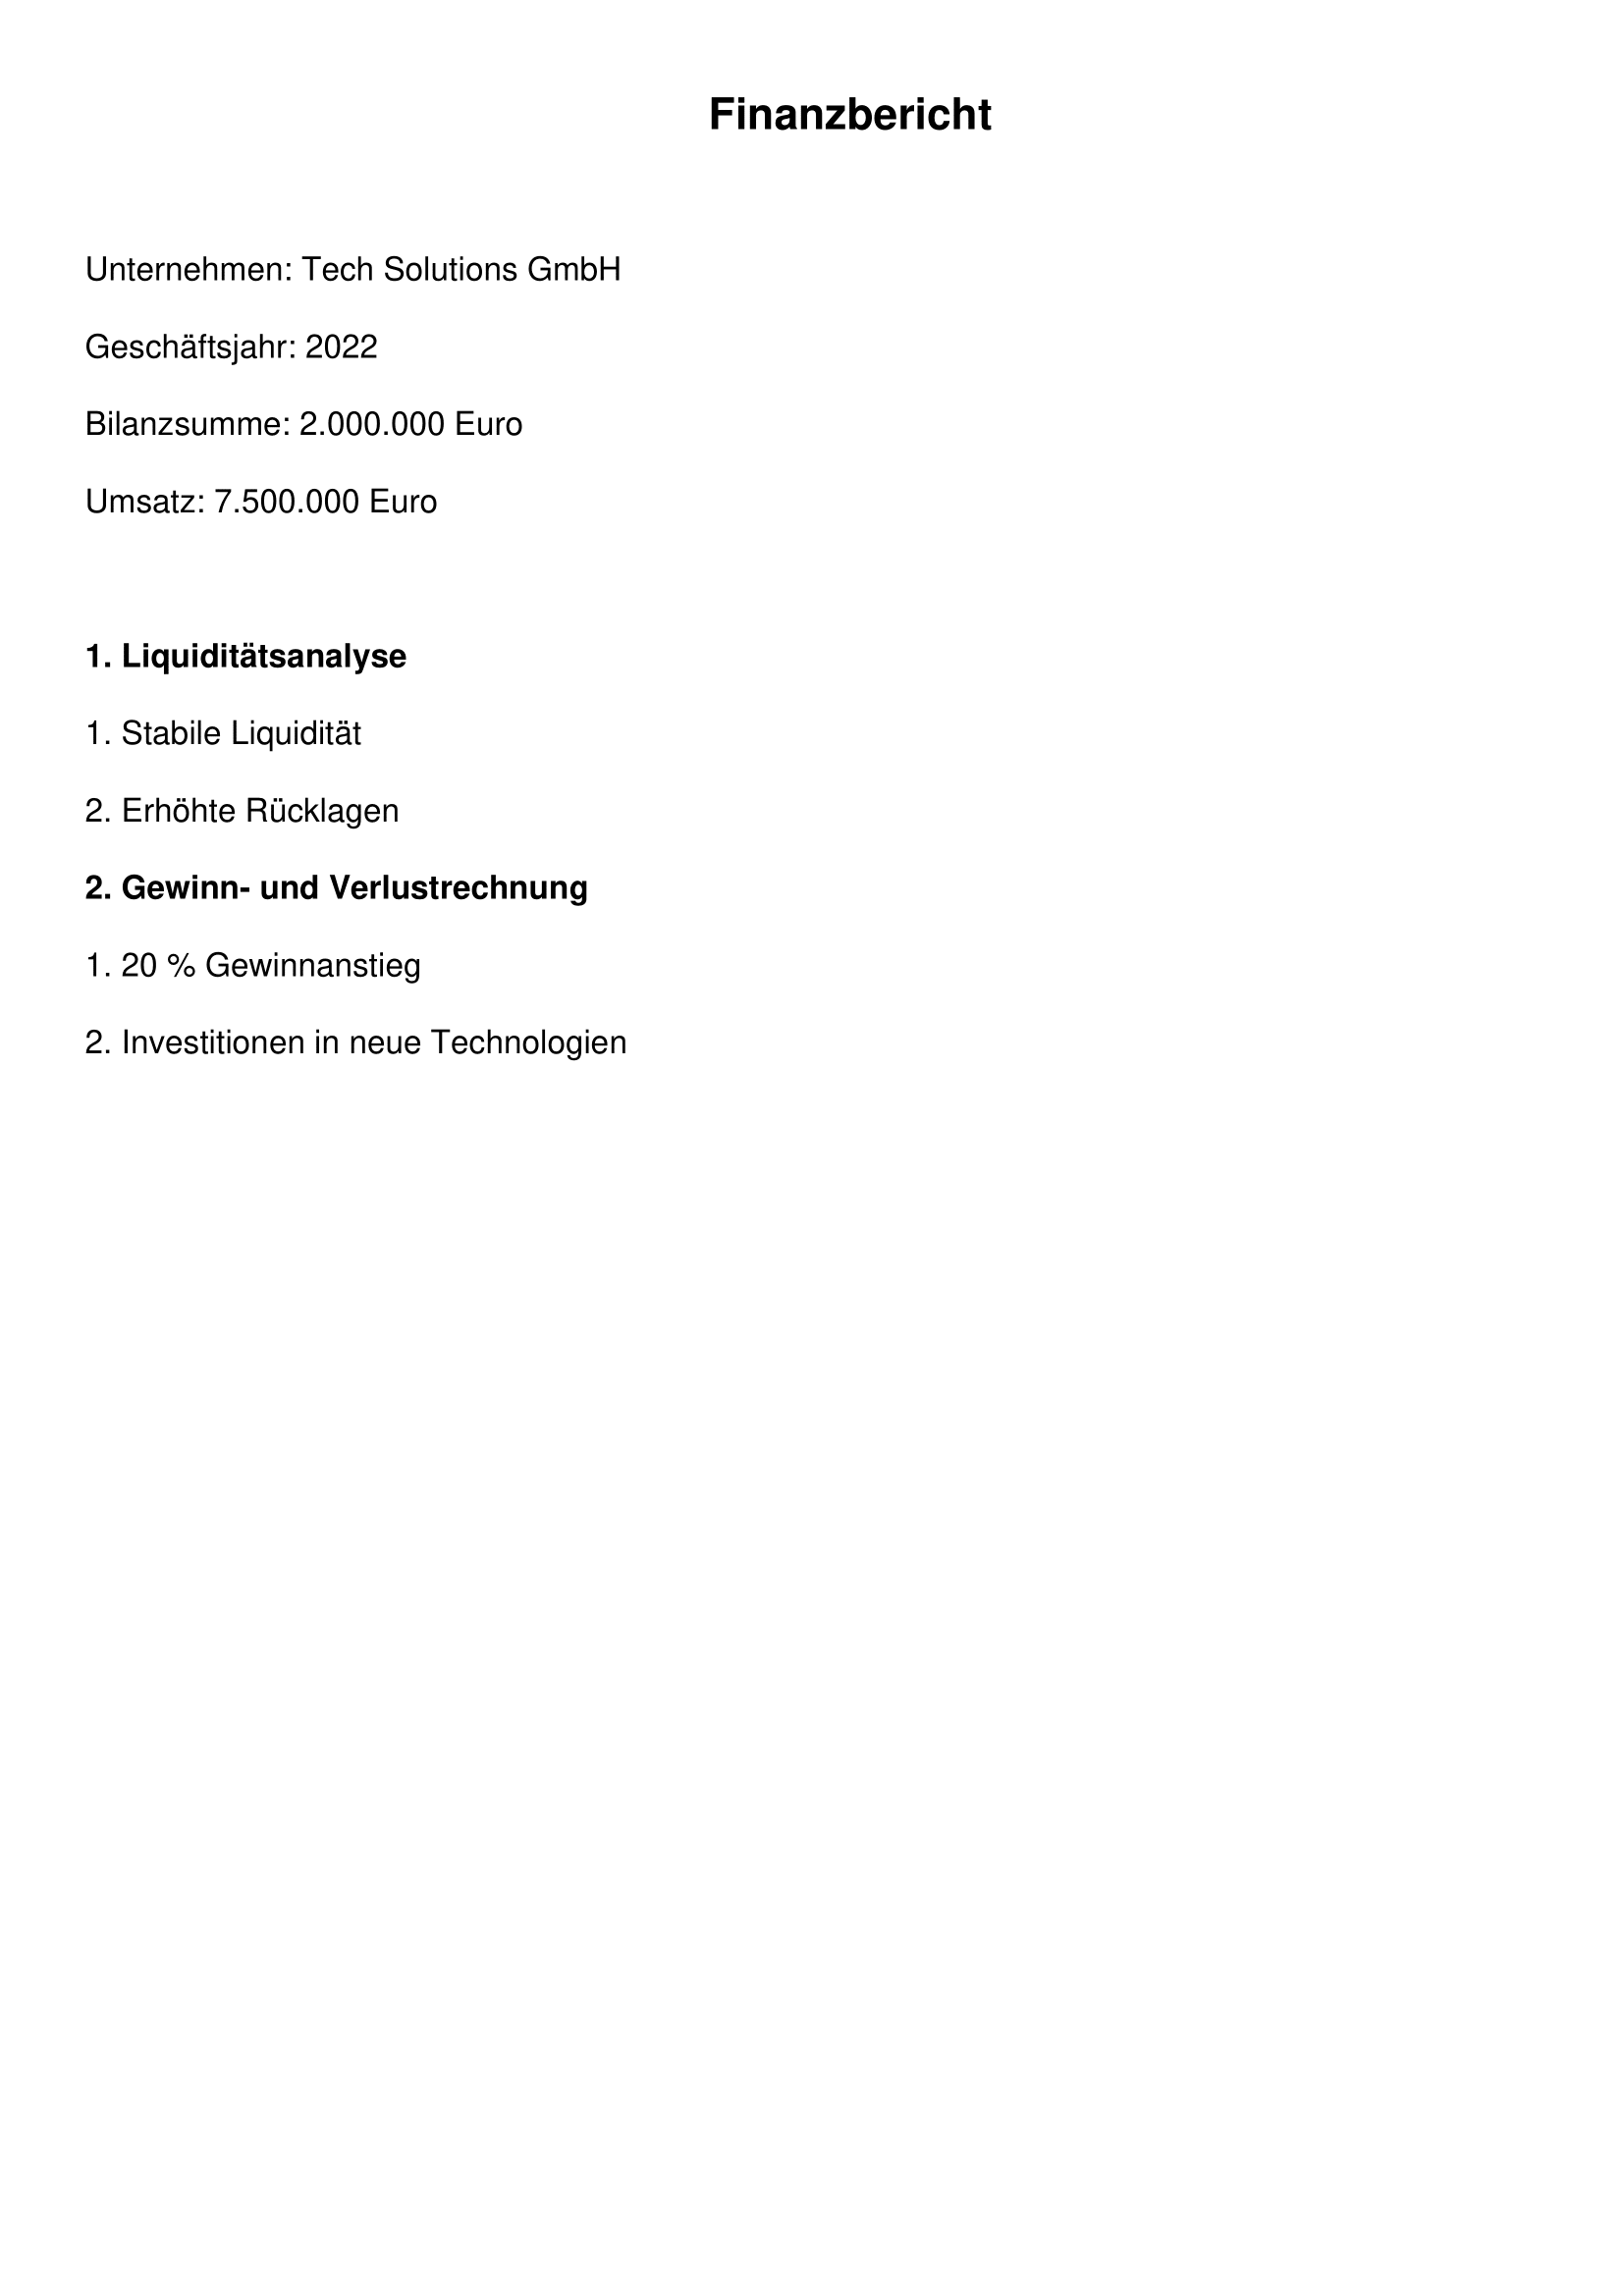 Finanzbericht
Unternehmen: Tech Solutions GmbH
Geschäftsjahr: 2022
Bilanzsumme: 2.000.000 Euro
Umsatz: 7.500.000 Euro
1. Liquiditätsanalyse
1. Stabile Liquidität
2. Erhöhte Rücklagen
2. Gewinn- und Verlustrechnung
1. 20 % Gewinnanstieg
2. Investitionen in neue Technologien